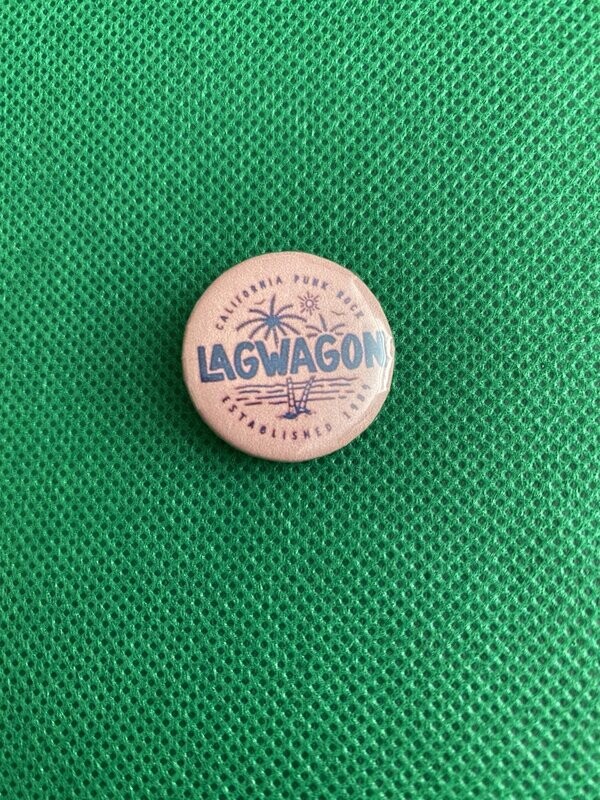 CALIFORNIA PUNK ROCK
LAGWAGON
ESTABLISHED